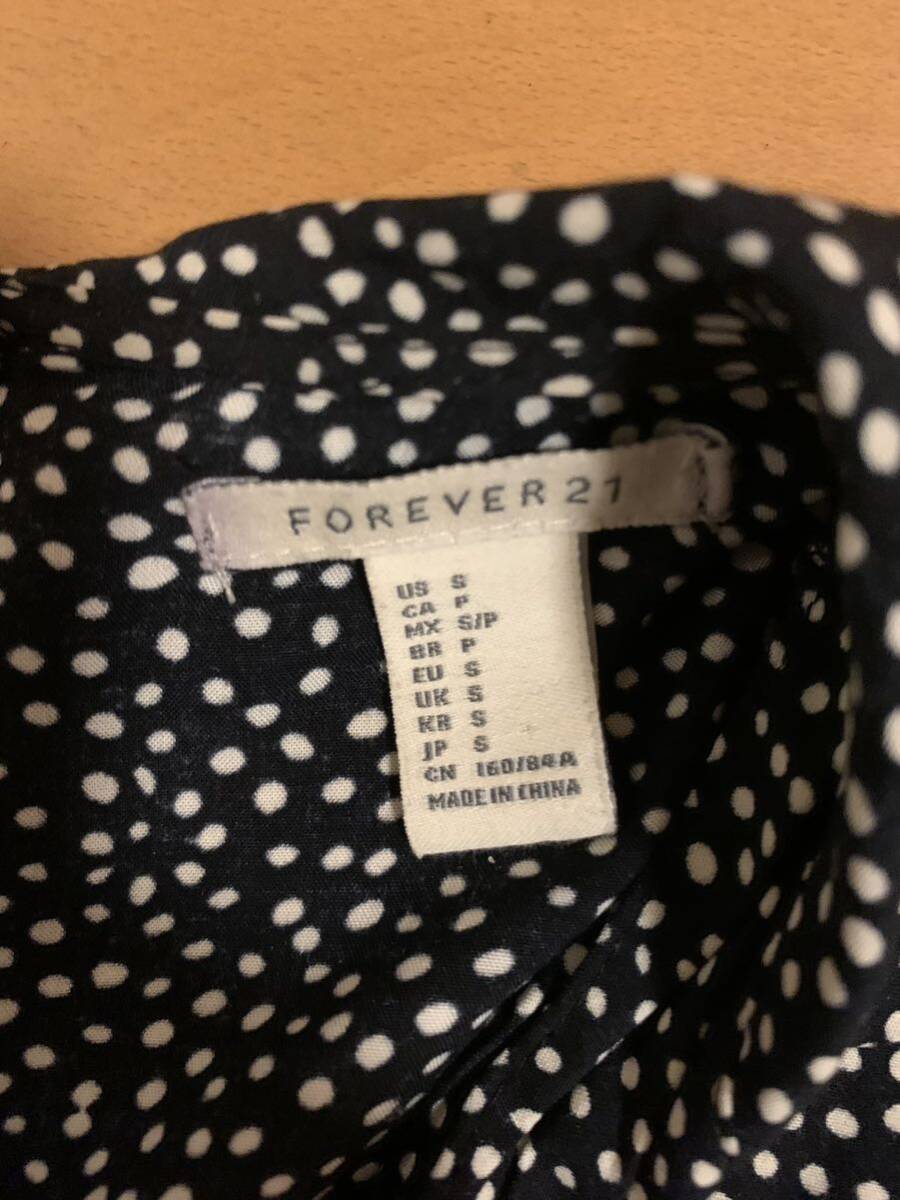 FOREVER 21
US S
CA P
MX S/P
BR P
EU S
UK S
KR S
JP S
CN 160/84A
MADE IN CHINA